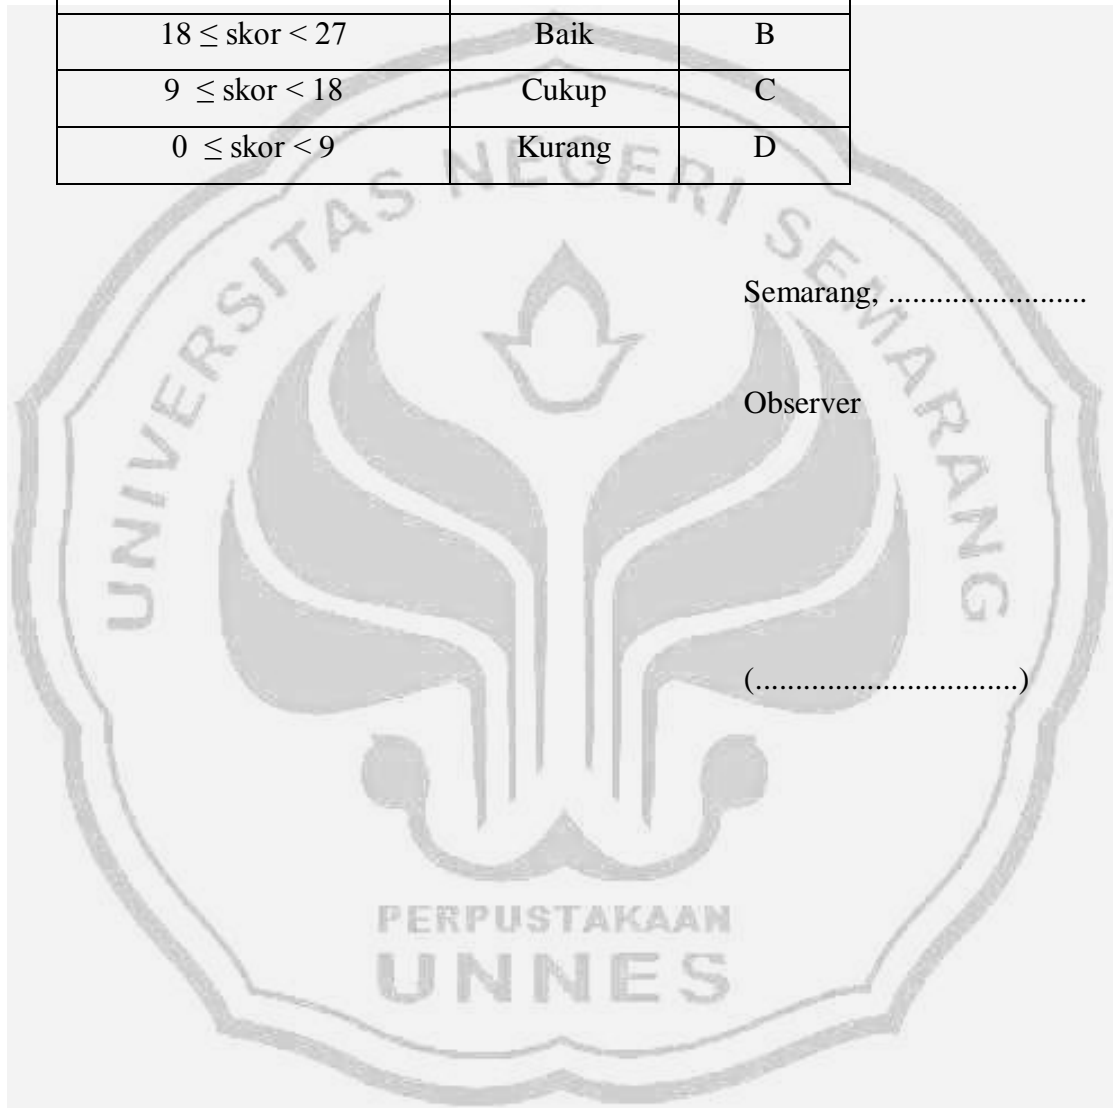 18 ≤ skor < 27 Baik B
9 ≤ skor < 18 Cukup C
0 ≤ skor < 9 Kurang D
UNIVERSITAS NEGERI SEMARANG
Semarang, .........................
Observer
(.................................)
PERPUSTAKAAN
UNNES